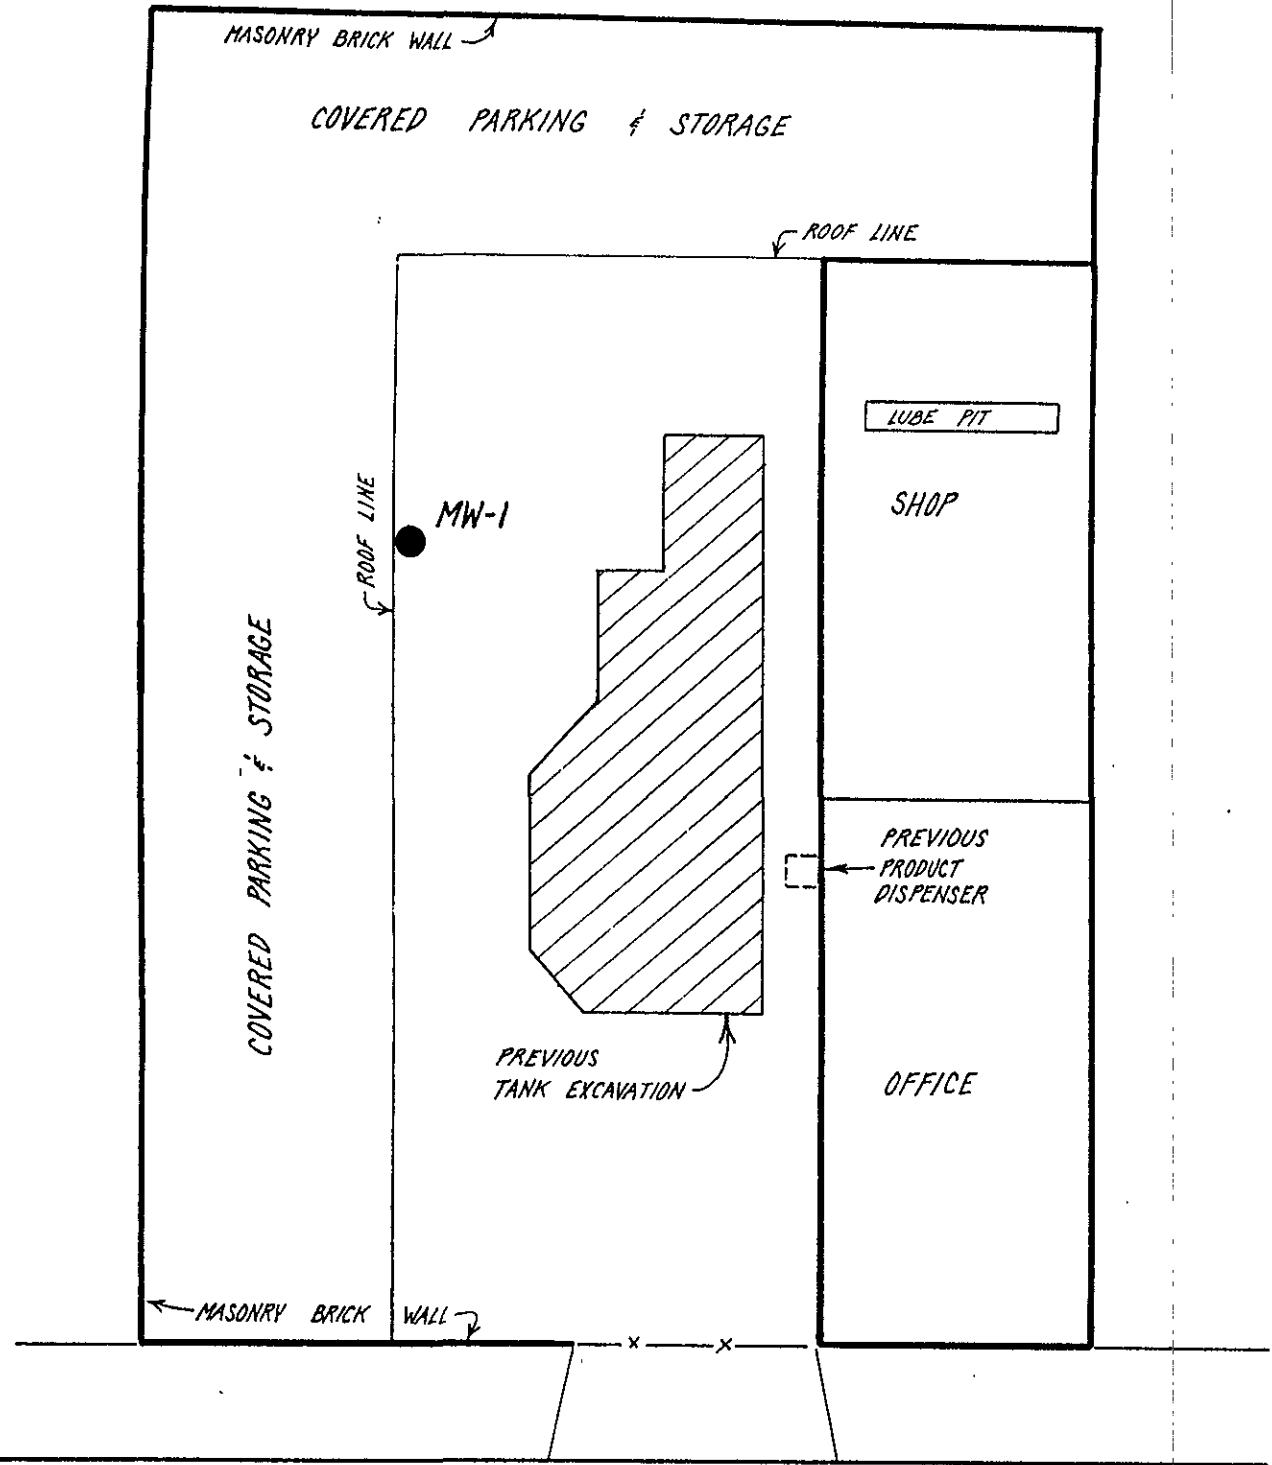 MASONRY BRICK WALL
COVERED PARKING & STORAGE
ROOF LINE
LUBE PIT
SHOP
MW-1
ROOF LINE
COVERED PARKING & STORAGE
PREVIOUS
PRODUCT
DISPENSER
PREVIOUS
TANK EXCAVATION
OFFICE
MASONRY BRICK WALL